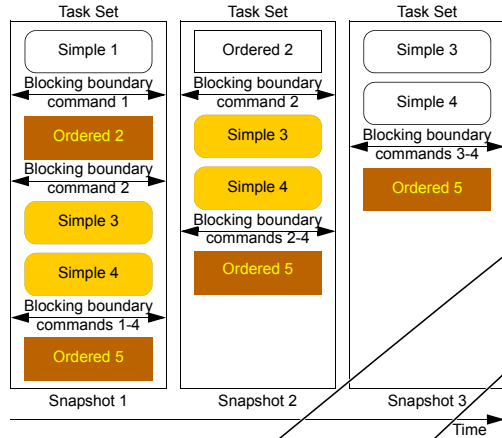 Task Set
Simple 1
Blocking boundary
command 1
Ordered 2
Blocking boundary
command 2
Simple 3
Simple 4
Blocking boundary
commands 1-4
Ordered 5
Snapshot 1
Task Set
Ordered 2
Blocking boundary
command 2
Simple 3
Simple 4
Blocking boundary
commands 2-4
Ordered 5
Snapshot 2
Task Set
Simple 3
Simple 4
Blocking boundary
commands 3-4
Ordered 5
Snapshot 3
Time